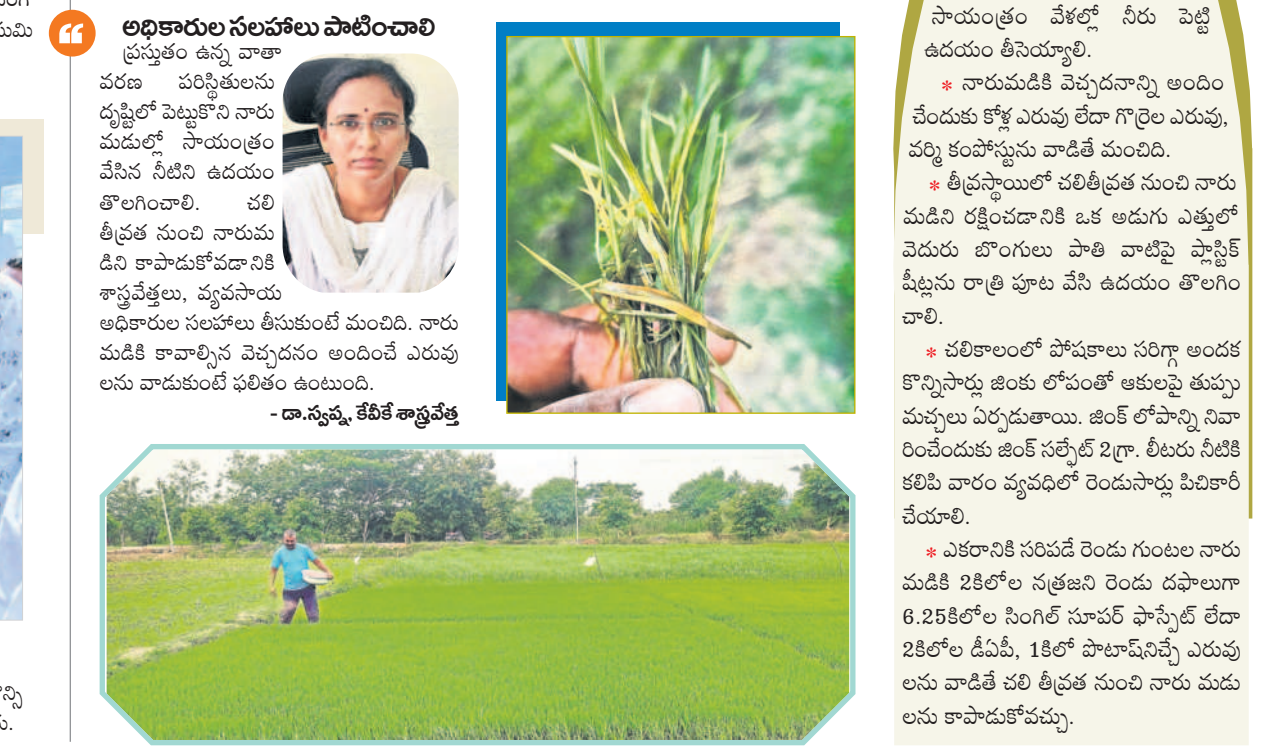 సుమి
అధికారుల సలహాలు పాటించాలి
ప్రస్తుతం ఉన్న వాతా
వరణ పరిస్థితులను
దృష్టిలో పెట్టుకొని నారు
మడుల్లో సాయంత్రం
వేసిన నీటిని ఉదయం
తొలగించాలి. చలి
తీవ్రత నుంచి నారుమ
డిని కాపాడుకోవడానికి
శాస్త్రవేత్తలు, వ్యవసాయ
అధికారుల సలహాలు తీసుకుంటే మంచిది. నారు
మడికి కావాల్సిన వెచ్చదనం అందించే ఎరువు
లను వాడుకుంటే ఫలితం ఉంటుంది.
- డా.స్వప్న, కేవీకే శాస్త్రవేత్త
సాయంత్రం వేళల్లో నీరు పెట్టి
ఉదయం తీసెయ్యాలి.
* నారుమడికి వెచ్చదనాన్ని అందిం
చేందుకు కోళ్ల ఎరువు లేదా గొర్రెల ఎరువు,
వర్మి కంపోస్టును వాడితే మంచిది.
* తీవ్రస్థాయిలో చలితీవ్రత నుంచి నారు
మడిని రక్షించడానికి ఒక అడుగు ఎత్తులో
వెదురు బొంగులు పాతి వాటిపై ప్లాస్టిక్
షీట్లను రాత్రి పూట వేసి ఉదయం తొలగిం
చాలి.
* చలికాలంలో పోషకాలు సరిగ్గా అందక
కొన్నిసార్లు జింకు లోపంతో ఆకులపై తుప్పు
మచ్చలు ఏర్పడుతాయి. జింక్ లోపాన్ని నివా
రించేందుకు జింక్ సల్ఫేట్ 2గ్రా. లీటరు నీటికి
కలిపి వారం వ్యవధిలో రెండుసార్లు పిచికారీ
చేయాలి.
* ఎకరానికి సరిపడే రెండు గుంటల నారు
మడికి 2కిలోల నత్రజని రెండు దఫాలుగా
6.25కిలోల సింగిల్ సూపర్ ఫాస్ఫేట్ లేదా
2కిలోల డీఏపీ, 1కిలో పొటాష్‌నిచ్చే ఎరువు
లను వాడితే చలి తీవ్రత నుంచి నారు మడు
లను కాపాడుకోవచ్చు.